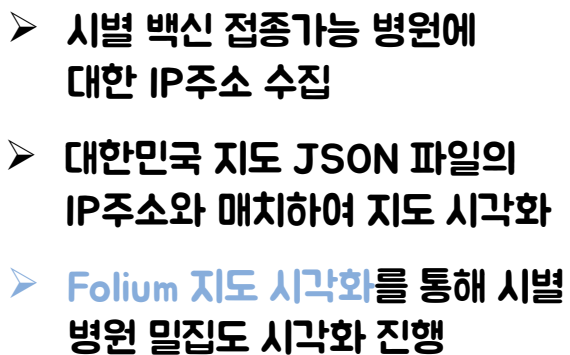 ➢ 시별 백신 접종가능 병원에
대한 IP주소 수집
➢ 대한민국 지도 JSON 파일의
IP주소와 매치하여 지도 시각화
➢ Folium 지도 시각화를 통해 시별
병원 밀집도 시각화 진행